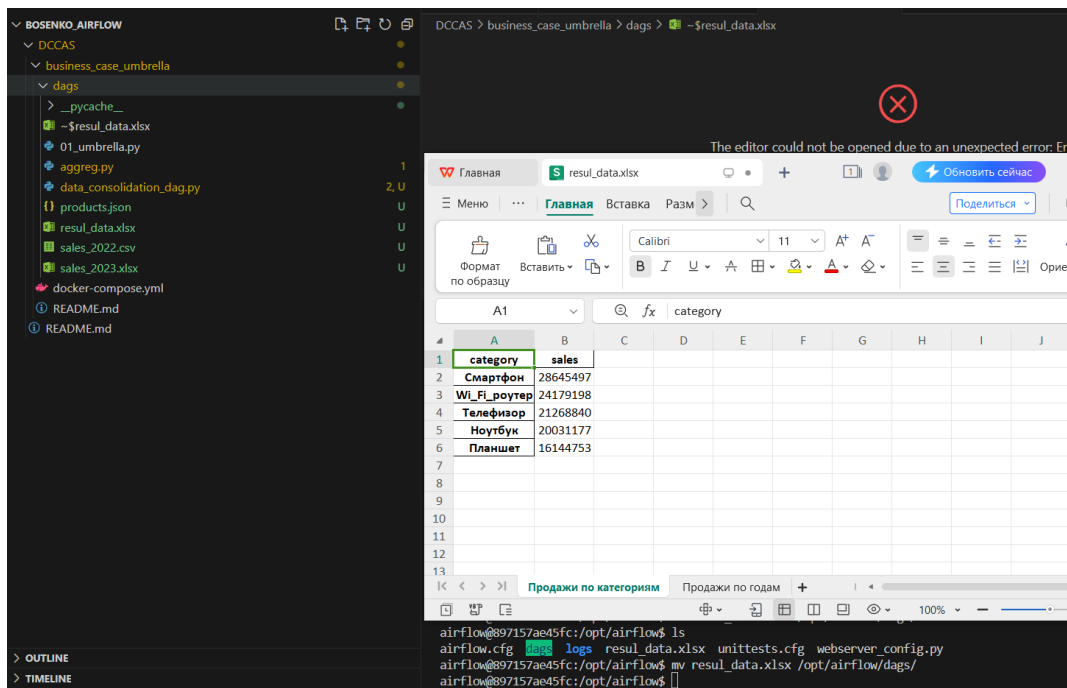 BOSENKO_AIRFLOW
DCCAS
business_case_umbrella
dags
__pycache__
~$resul_data.xlsx
01_umbrella.py
aggreg.py 1
data_consolidation_dag.py 2, U
products.json U
resul_data.xlsx U
sales_2022.csv U
sales_2023.xlsx U
docker-compose.yml
README.md
README.md
OUTLINE
TIMELINE
DCCAS > business_case_umbrella > dags > ~$resul_data.xlsx
The editor could not be opened due to an unexpected error: Er
Главная resul_data.xlsx Обновить сейчас
Меню Главная Вставка Разм Поделиться
Формат по образцу Вставить Calibri 11 A+ A- B I U A A Орие
A1 fx category
A B C D E F G H I J
1 category sales
2 Смартфон 28645497
3 Wi_Fi_роутер 24179198
4 Телефизор 21268840
5 Ноутбук 20031177
6 Планшет 16144753
7
8
9
10
11
12
13
Продажи по категориям Продажи по годам
100%
airflow@897157ae45fc:/opt/airflow$ ls
airflow.cfg dags logs resul_data.xlsx unittests.cfg webserver_config.py
airflow@897157ae45fc:/opt/airflow$ mv resul_data.xlsx /opt/airflow/dags/
airflow@897157ae45fc:/opt/airflow$